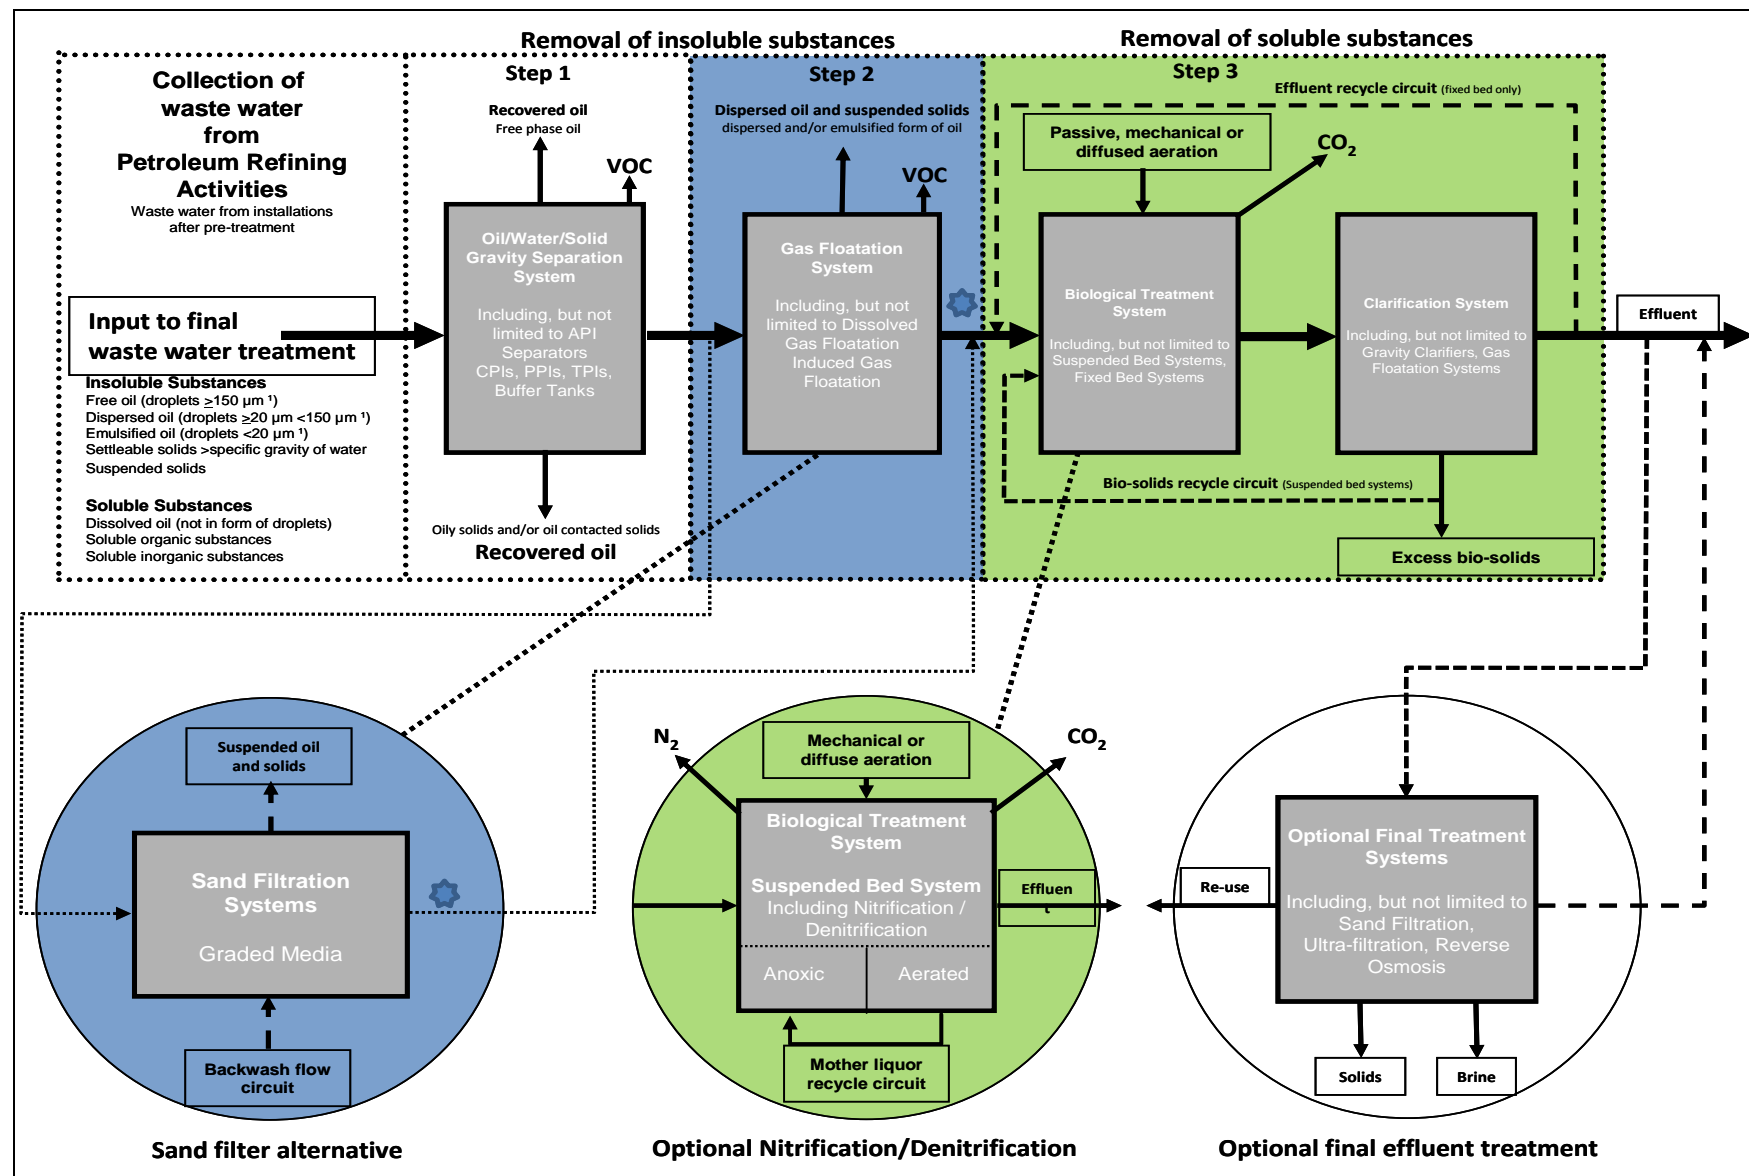 Removal of insoluble substances
Removal of soluble substances
Collection of
waste water
from
Petroleum Refining
Activities
Waste water from installations
after pre-treatment
Input to final
waste water treatment
Insoluble Substances
Free oil (droplets ≥150 µm ¹)
Dispersed oil (droplets ≥20 µm <150 µm ¹)
Emulsified oil (droplets <20 µm ¹)
Settleable solids >specific gravity of water
Suspended solids
Soluble Substances
Dissolved oil (not in form of droplets)
Soluble organic substances
Soluble inorganic substances
Step 1
Recovered oil
Free phase oil
VOC
Oil/Water/Solid
Gravity Separation
System
Including, but not
limited to API
Separators
CPIs, PPIs, TPIs,
Buffer Tanks
Oily solids and/or oil contacted solids
Recovered oil
Step 2
Dispersed oil and suspended solids
dispersed and/or emulsified form of oil
VOC
Gas Floatation
System
Including, but not
limited to Dissolved
Gas Floatation
Induced Gas
Floatation
Step 3
Effluent recycle circuit (fixed bed only)
Passive, mechanical or
diffused aeration
CO2
Biological Treatment
System
Including, but not limited to
Suspended Bed Systems,
Fixed Bed Systems
Clarification System
Including, but not limited to
Gravity Clarifiers, Gas
Floatation Systems
Effluent
Bio-solids recycle circuit (Suspended bed systems)
Excess bio-solids
Suspended oil
and solids
Sand Filtration
Systems
Graded Media
Backwash flow
circuit
Sand filter alternative
N2
Mechanical or
diffuse aeration
CO2
Biological Treatment
System
Suspended Bed System
Including Nitrification /
Denitrification
Anoxic
Aerated
Effluen
t
Mother liquor
recycle circuit
Optional Nitrification/Denitrification
Optional Final Treatment
Systems
Including, but not limited to
Sand Filtration,
Ultra-filtration, Reverse
Osmosis
Re-use
Solids
Brine
Optional final effluent treatment